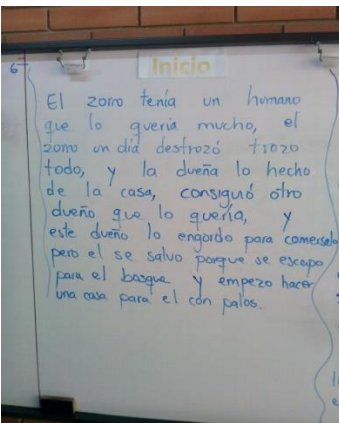 6
Inicio
El zorro tenía un humano
que lo quería mucho, el
zorro un día destrozó trozo
todo, y la dueña lo hecho
de la casa, consiguió otro
dueño que lo quería, y
este dueño lo engordo para comerselo
pero el se salvo porque se escapo
para el bosque y empezo hacer
una casa para el con palos.